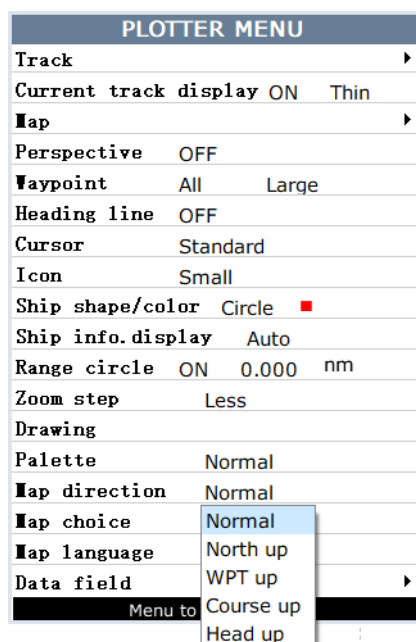 PLOTTER MENU
Track
Current track display ON Thin
Map
Perspective OFF
Waypoint All Large
Heading line OFF
Cursor Standard
Icon Small
Ship shape/color Circle
Ship info.display Auto
Range circle ON 0.000 nm
Zoom step Less
Drawing
Palette Normal
Map direction Normal
Map choice Normal
Map language North up
Data field WPT up
Menu to Course up
Head up